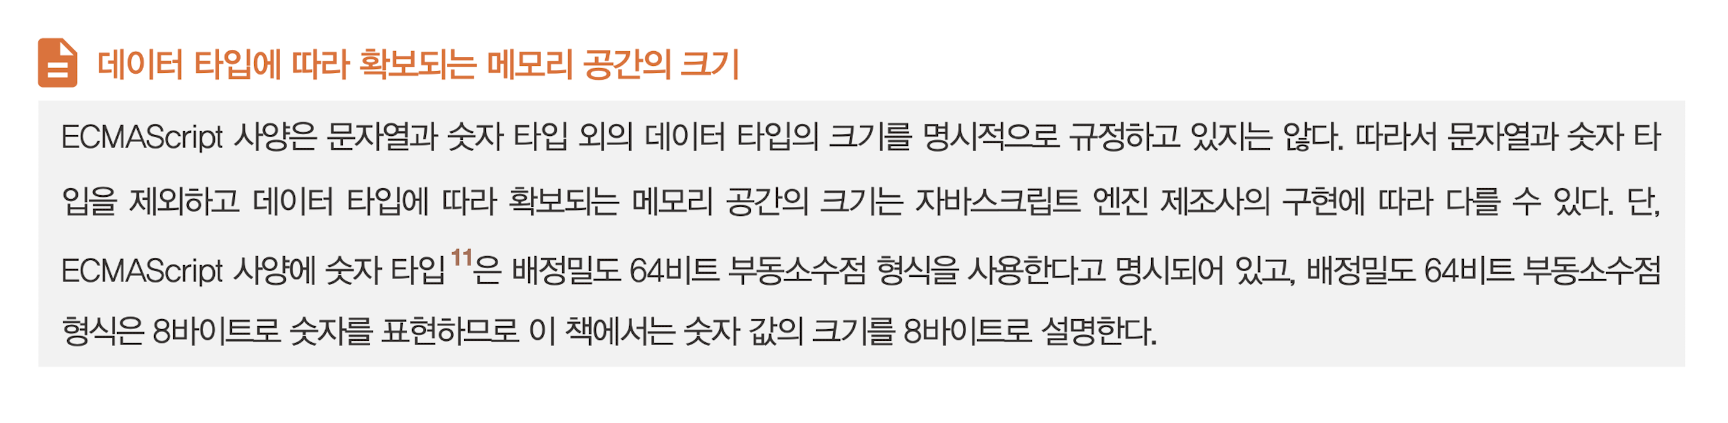 데이터 타입에 따라 확보되는 메모리 공간의 크기
ECMAScript 사양은 문자열과 숫자 타입 외의 데이터 타입의 크기를 명시적으로 규정하고 있지는 않다. 따라서 문자열과 숫자 타
입을 제외하고 데이터 타입에 따라 확보되는 메모리 공간의 크기는 자바스크립트 엔진 제조사의 구현에 따라 다를 수 있다. 단,
ECMAScript 사양에 숫자 타입11은 배정밀도 64비트 부동소수점 형식을 사용한다고 명시되어 있고, 배정밀도 64비트 부동소수점
형식은 8바이트로 숫자를 표현하므로 이 책에서는 숫자 값의 크기를 8바이트로 설명한다.